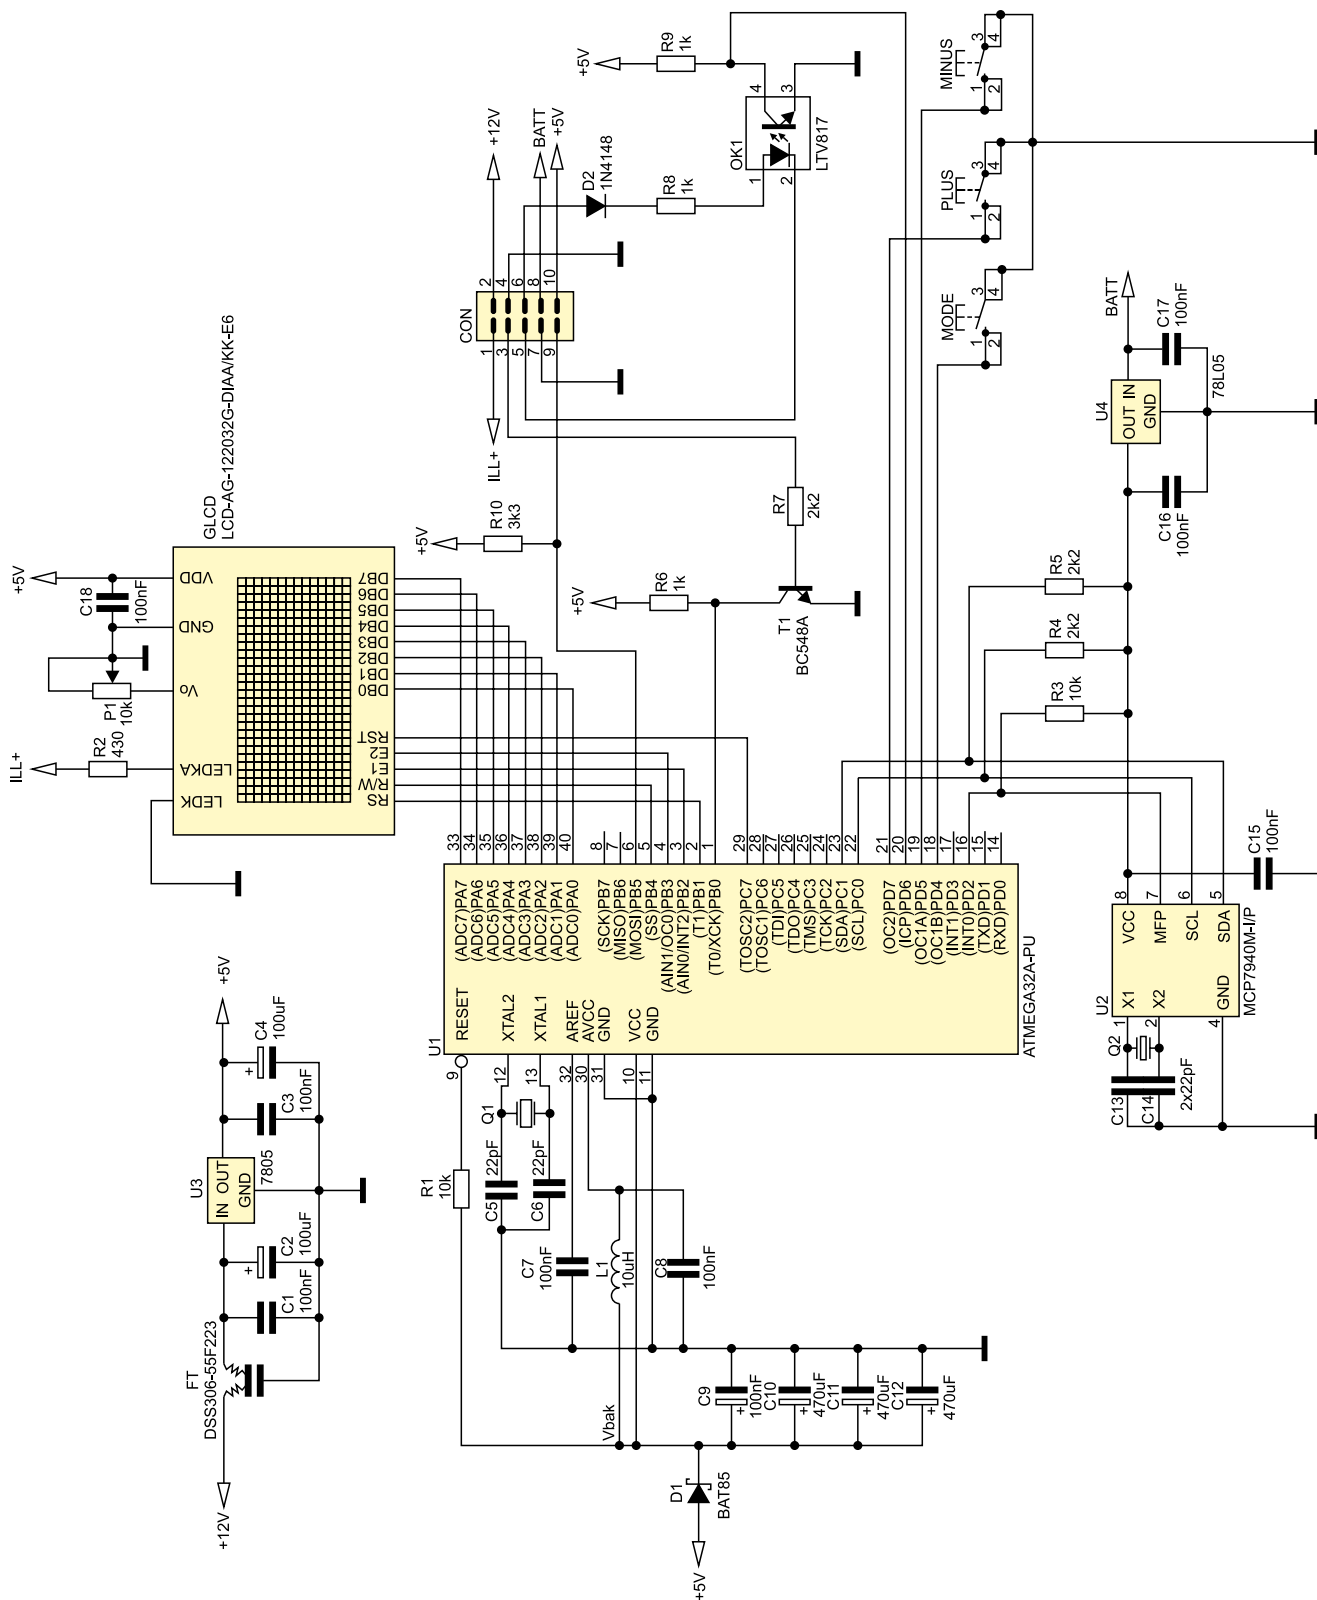 GLCD
LCD-AG-122032G-DIAA/KK-E6
+5V
C18
100nF
P1
10k
R2
430
ILL+
VDD
GND
Vo
LEDKA
LEDK
DB7
DB6
DB5
DB4
DB3
DB2
DB1
DB0
RST
E2
E1
R/W
RS
CON
1
3
5
7
9
2
4
6
8
10
ILL+
+12V
BATT
+5V
D2
1N4148
R8
1k
OK1
LTV817
1
2
4
3
+5V
R9
1k
+5V
R10
3k3
+5V
R6
1k
T1
BC548A
R7
2k2
MINUS
1
2
3
4
PLUS
1
2
3
4
MODE
1
2
3
4
U1
ATMEGA32A-PU
33
34
35
36
37
38
39
40
8
7
6
5
4
3
2
1
29
28
27
26
25
24
23
22
21
20
19
18
17
16
15
14
(ADC7)PA7
(ADC6)PA6
(ADC5)PA5
(ADC4)PA4
(ADC3)PA3
(ADC2)PA2
(ADC1)PA1
(ADC0)PA0
(SCK)PB7
(MISO)PB6
(MOSI)PB5
(SS)PB4
(AIN1/OC0)PB3
(AIN0/INT2)PB2
(T1)PB1
(T0/XCK)PB0
(TOSC2)PC7
(TOSC1)PC6
(TDI)PC5
(TDO)PC4
(TMS)PC3
(TCK)PC2
(SDA)PC1
(SCL)PC0
(OC2)PD7
(ICP)PD6
(OC1A)PD5
(OC1B)PD4
(INT1)PD3
(INT0)PD2
(TXD)PD1
(RXD)PD0
RESET
XTAL2
XTAL1
AREF
AVCC
GND
VCC
GND
9
12
13
32
30
31
10
11
R1
10k
Q1
C5
22pF
C6
22pF
C7
100nF
L1
10uH
C8
100nF
Vbak
C9
100nF
+
C10
470uF
+
C11
470uF
+
C12
470uF
+
D1
BAT85
+5V
+12V
FT
DSS306-55F223
C1
100nF
C2
100uF
+
U3
7805
IN OUT
GND
C3
100nF
C4
100uF
+
+5V
R5
2k2
R4
2k2
R3
10k
C16
100nF
U4
78L05
OUT IN
GND
C17
100nF
BATT
C15
100nF
U2
MCP7940M-I/P
X1
X2
GND
VCC
MFP
SCL
SDA
1
2
4
8
7
6
5
Q2
C13
C14
2x22pF